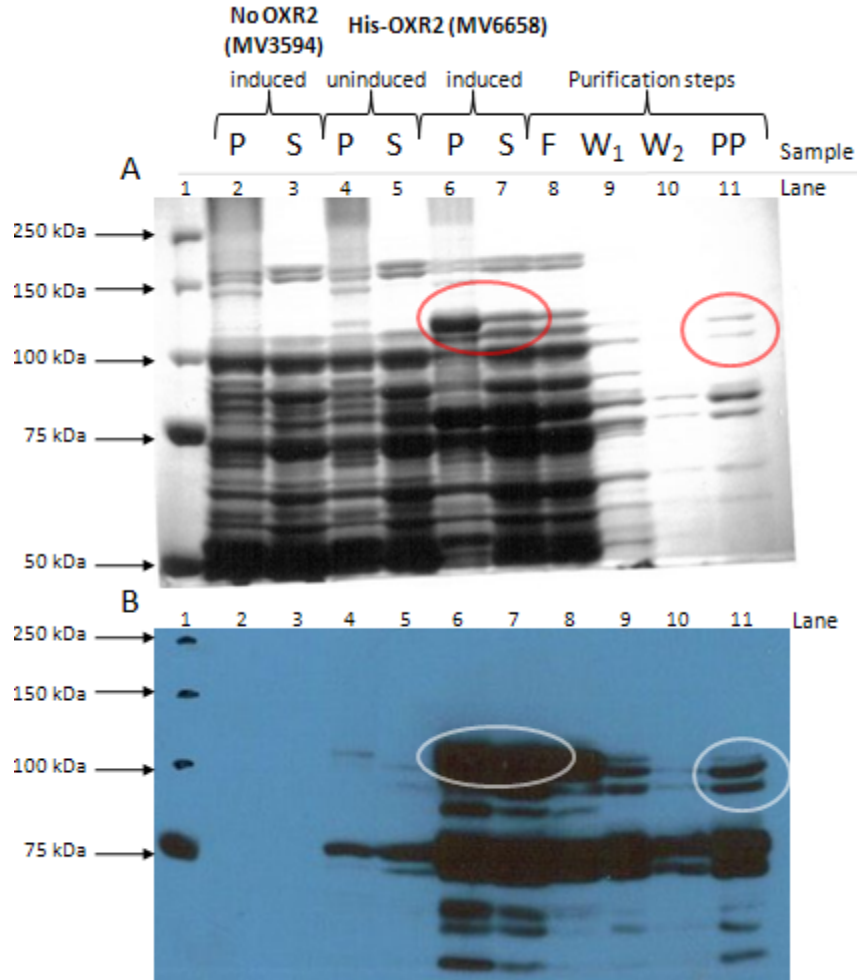 No OXR2 His-OXR2 (MV6658)
(MV3594)
induced uninduced induced Purification steps
P S P S P S F W₁ W₂ PP Sample
A
1 2 3 4 5 6 7 8 9 10 11 Lane
250 kDa
150 kDa
100 kDa
75 kDa
50 kDa
B
1 2 3 4 5 6 7 8 9 10 11 Lane
250 kDa
150 kDa
100 kDa
75 kDa